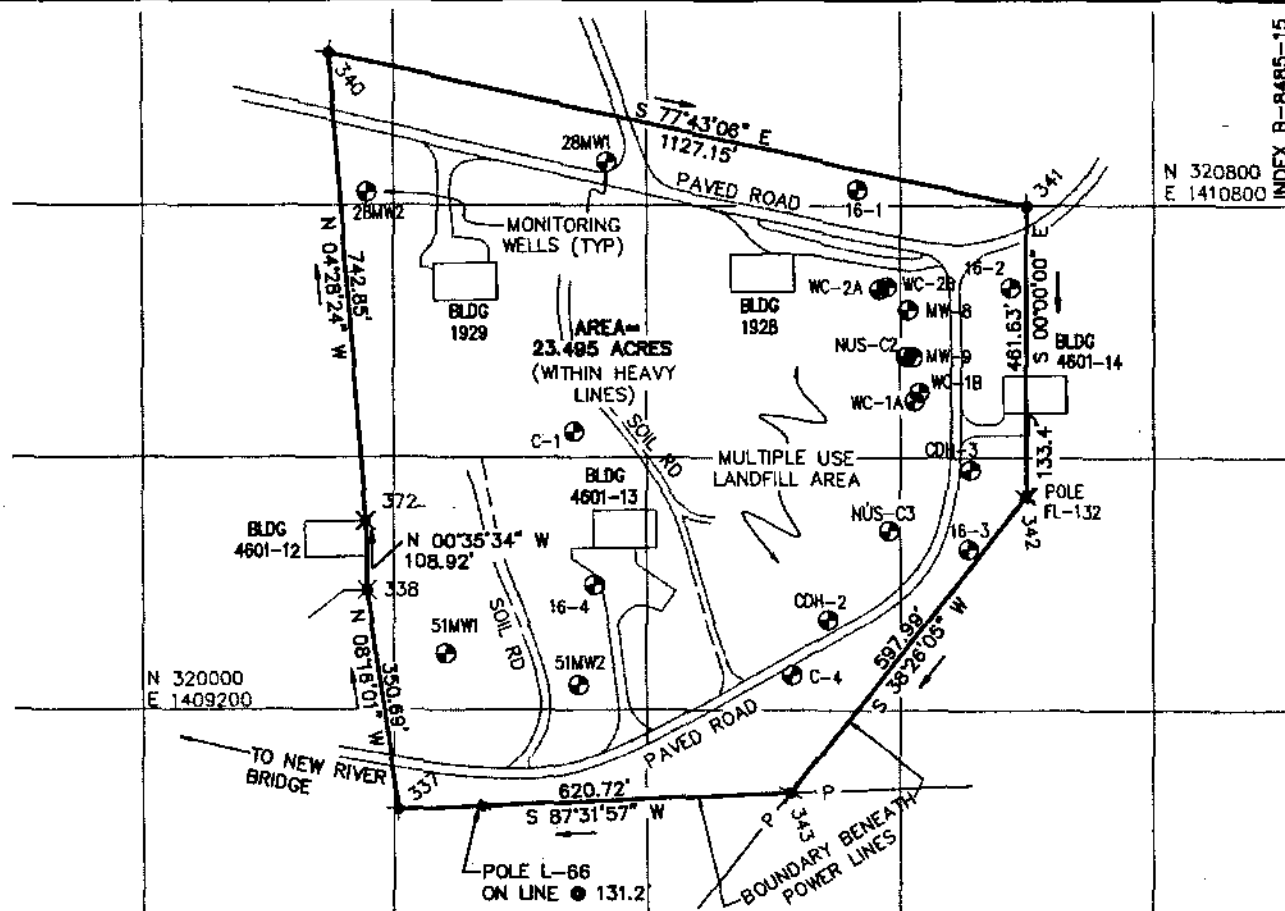 INDEX B-8485-15
340
S 77°43'06" E
1127.15'
N 320800
E 1410800
341
28MW1
PAVED ROAD
16-1
28MW2
MONITORING
WELLS (TYP)
N 04°28'24" W
742.85'
S 00°00'00" E
461.63'
16-2
WC-2A
WC-2B
MW-8
BLDG
1929
BLDG
1928
AREA=
23.495 ACRES
(WITHIN HEAVY
LINES)
NUS-C2
MW-9
BLDG
4601-14
WC-1B
WC-1A
C-1
SOIL RD
MULTIPLE USE
LANDFILL AREA
CDH-3
133.4'
POLE
FL-132
342
BLDG
4601-13
372
BLDG
4601-12
N 00°35'34" W
108.92'
NUS-C3
16-3
338
16-4
CDH-2
N 08°18'01" W
350.69'
51MW1
SOIL RD
51MW2
C-4
597.99'
S 38°26'05" W
N 320000
E 1409200
PAVED ROAD
TO NEW RIVER
BRIDGE
337
620.72'
S 87°31'57" W
P
P
343
BOUNDARY BENEATH
POWER LINES
POLE L-66
ON LINE @ 131.2'